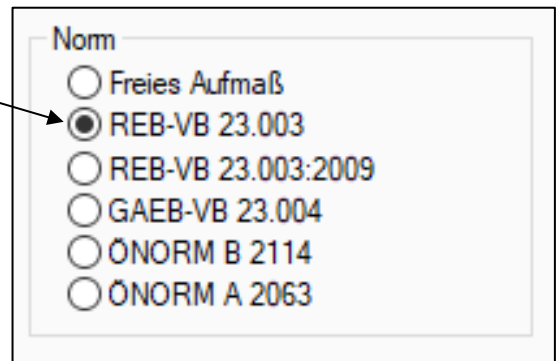 Norm
Freies Aufmaß
REB-VB 23.003
REB-VB 23.003:2009
GAEB-VB 23.004
ÖNORM B 2114
ÖNORM A 2063